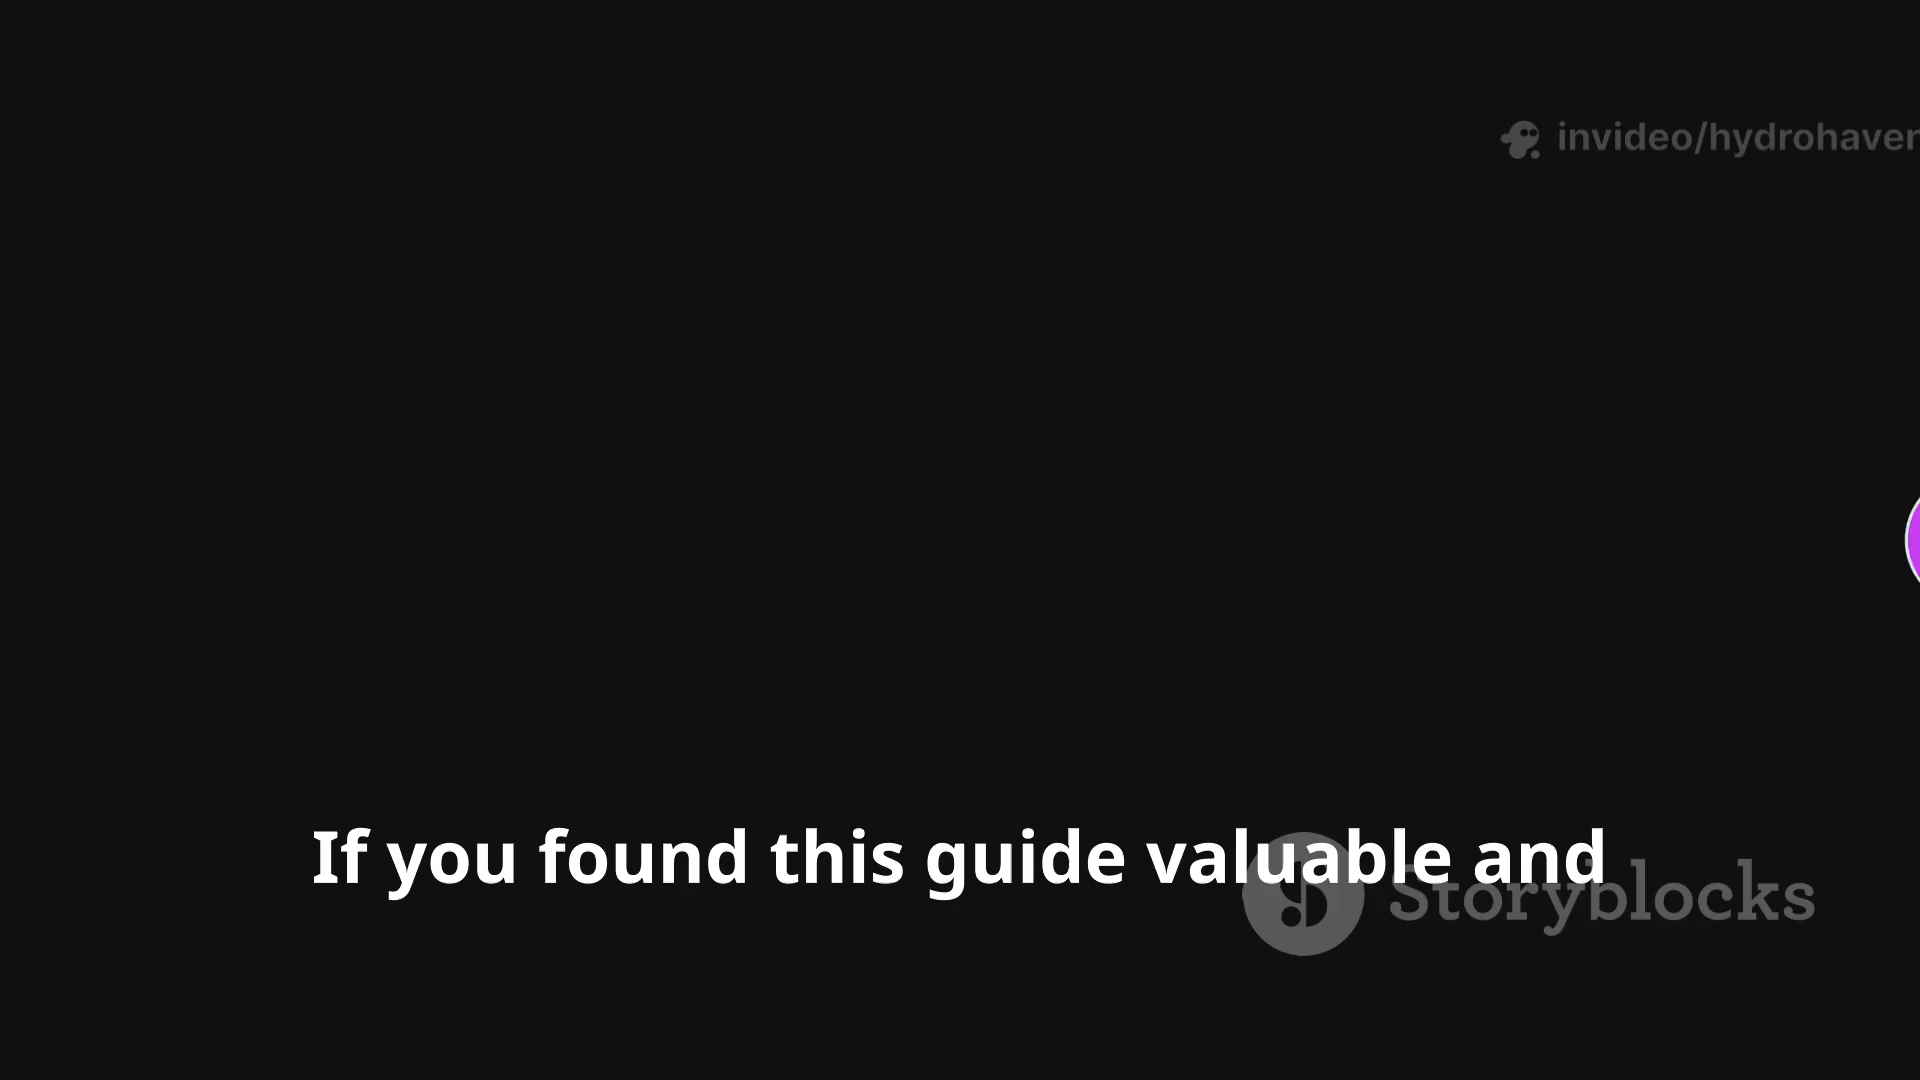 invideo/hydrohaven
If you found this guide valuable and
Storyblocks